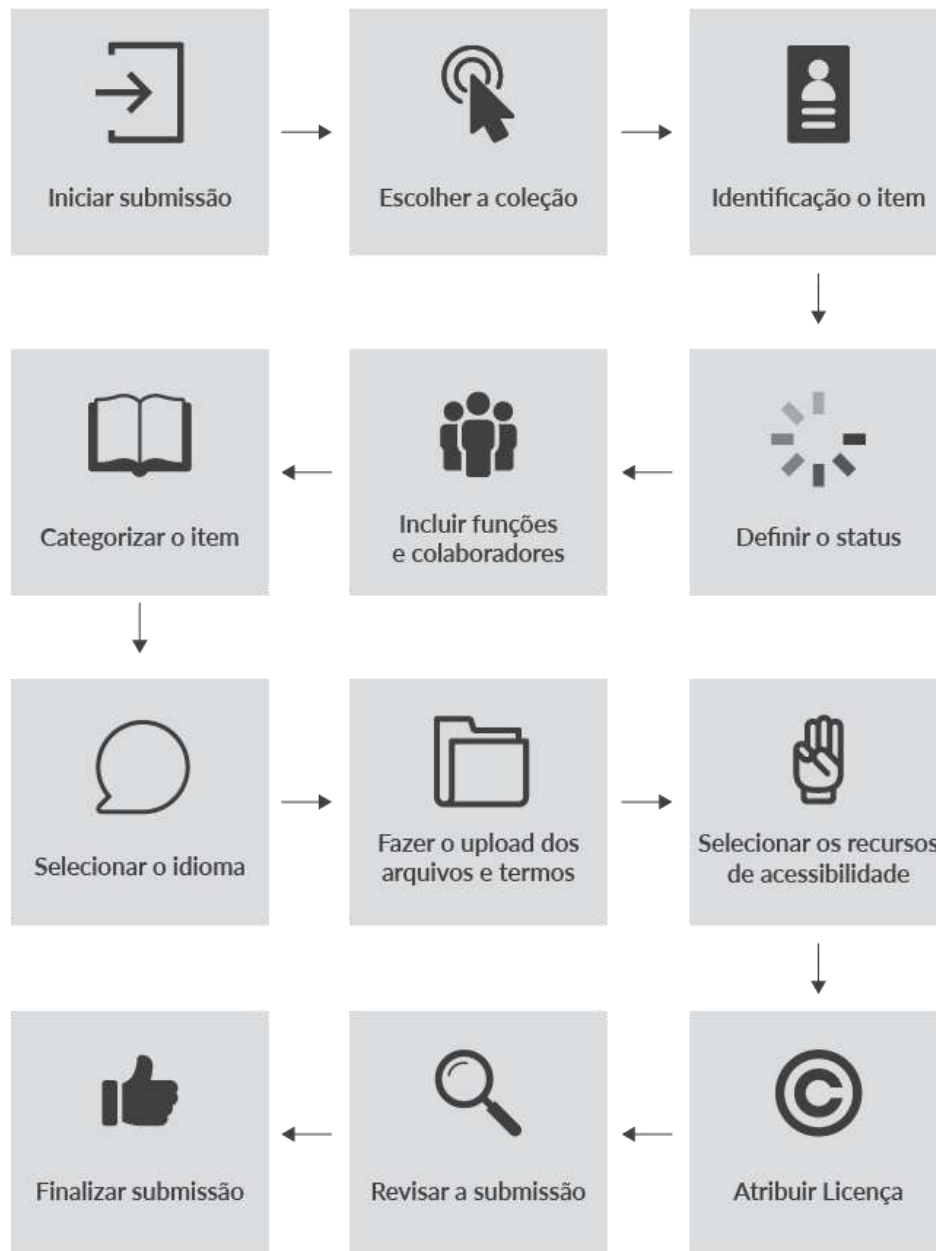 Iniciar submissão
Escolher a coleção
Identificação o item
Definir o status
Incluir funções
e colaboradores
Categorizar o item
Selecionar o idioma
Fazer o upload dos
arquivos e termos
Selecionar os recursos
de acessibilidade
Atribuir Licença
Revisar a submissão
Finalizar submissão